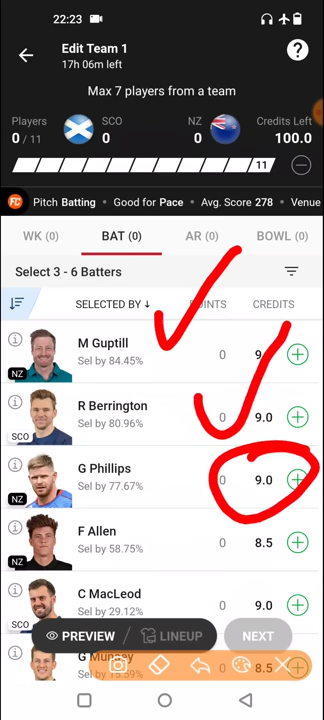 22:23
Edit Team 1
17h 06m left
?
Max 7 players from a team
Players SCO NZ Credits Left
0 / 11 0 0 100.0
11
FC Pitch Batting • Good for Pace • Avg. Score 278 • Venue
WK (0) BAT (0) AR (0) BOWL (0)
Select 3 - 6 Batters
SELECTED BY ↓ POINTS CREDITS
M Guptill
Sel by 84.45% 0 9
NZ
R Berrington
Sel by 80.96% 0 9.0
SCO
G Phillips
Sel by 77.67% 0 9.0
NZ
F Allen
Sel by 58.75% 0 8.5
NZ
C MacLeod
Sel by 29.12% 0 9.0
SCO
PREVIEW / LINEUP NEXT
8.5